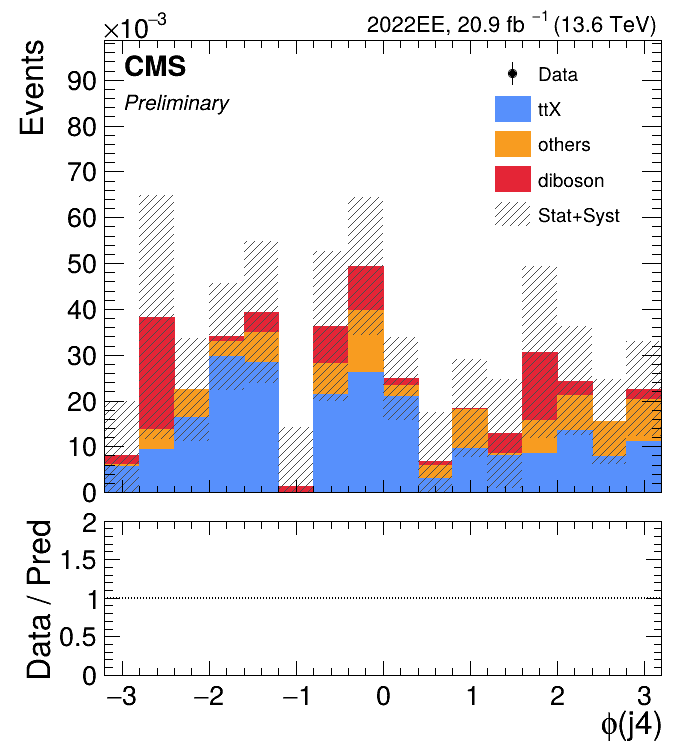 ×10⁻³
2022EE, 20.9 fb ⁻¹ (13.6 TeV)
CMS
Preliminary
Data
ttX
others
diboson
Stat+Syst
Events
90
80
70
60
50
40
30
20
10
0
Data / Pred
2
1.5
1
0.5
0
−3 −2 −1 0 1 2 3
ϕ(j4)